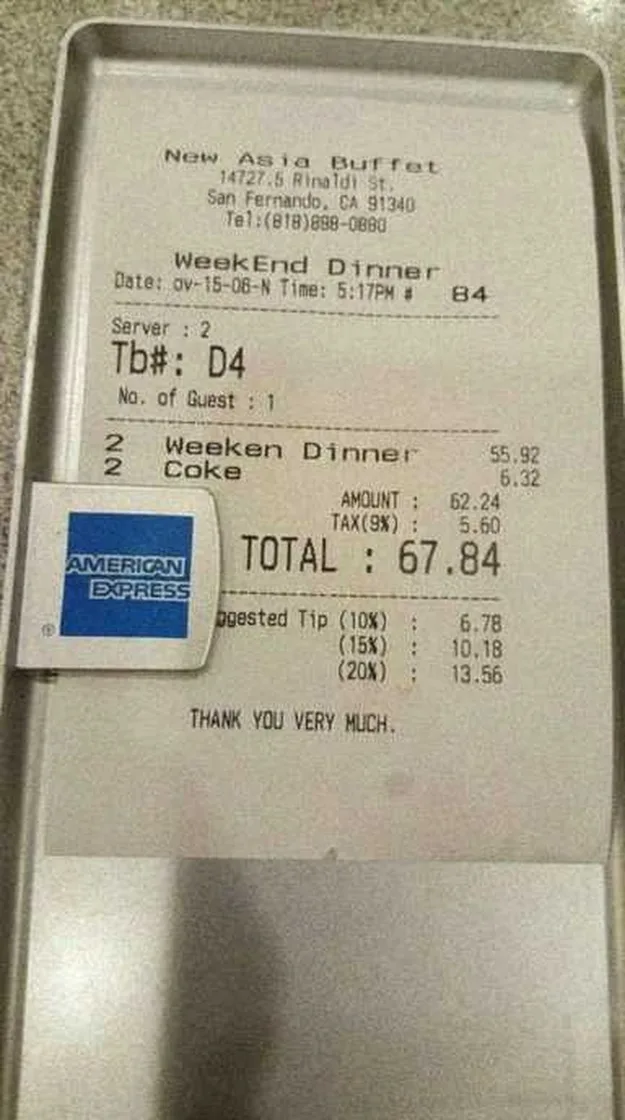 New Asia Buffet
14727.5 Rinaldi St.
San Fernando, CA 91340
Tel:(818)898-0880
WeekEnd Dinner
Date: ov-15-06-N Time: 5:17PM # 84
Server : 2
Tb#: D4
No. of Guest : 1
2 Weeken Dinner 55.92
2 Coke 6.32
AMOUNT : 62.24
TAX(9%) : 5.60
TOTAL : 67.84
ggested Tip (10%) : 6.78
(15%) : 10.18
(20%) : 13.56
THANK YOU VERY MUCH.
AMERICAN
EXPRESS
®